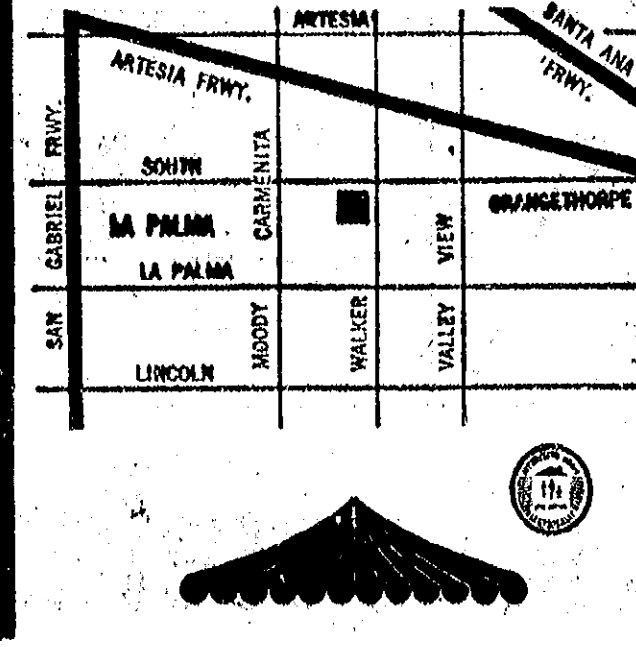 ARTESIA
SANTA ANA
FRWY.
ARTESIA FRWY.
SAN GABRIEL FRWY.
SOUTH
CARMENITA
ORANGETHORPE
LA PALMA
VIEW
LA PALMA
MOODY
WALKER
VALLEY
LINCOLN